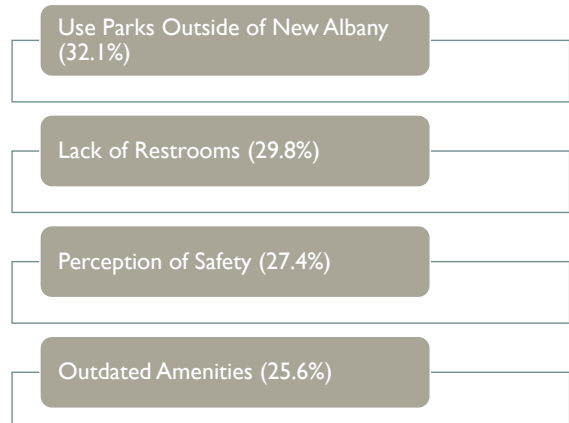 Use Parks Outside of New Albany
(32.1%)
Lack of Restrooms (29.8%)
Perception of Safety (27.4%)
Outdated Amenities (25.6%)